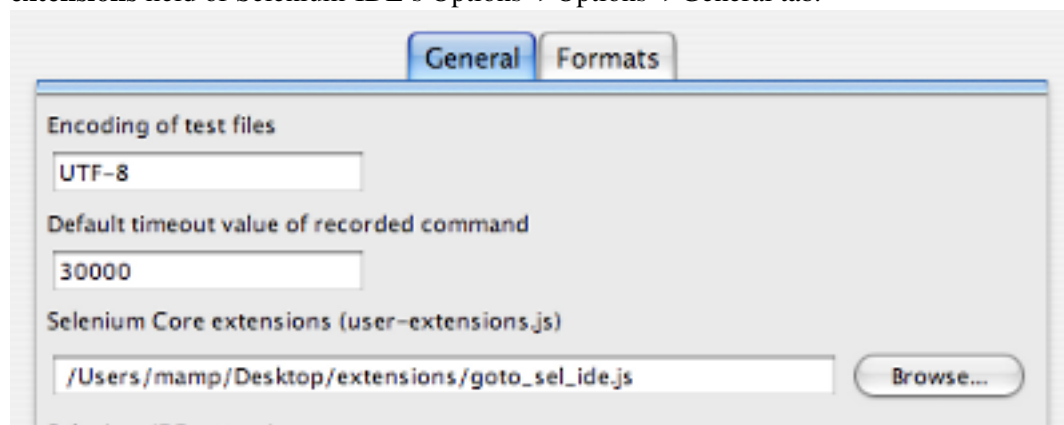 General Formats
Encoding of test files
UTF-8
Default timeout value of recorded command
30000
Selenium Core extensions (user-extensions.js)
/Users/mamp/Desktop/extensions/goto_sel_ide.js Browse...